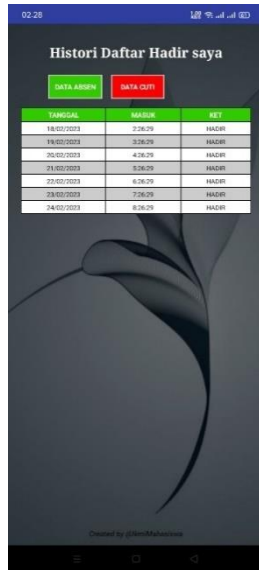 02.28
Histori Daftar Hadir saya
DATA ABSEN DATA CUTI
TANGGAL MASUK KET
18/02/2023 2:26:29 HADIR
19/02/2023 3:26:29 HADIR
20/02/2023 4:26:29 HADIR
21/02/2023 5:26:29 HADIR
22/02/2023 6:26:29 HADIR
23/02/2023 7:26:29 HADIR
24/02/2023 8:26:29 HADIR
Created by